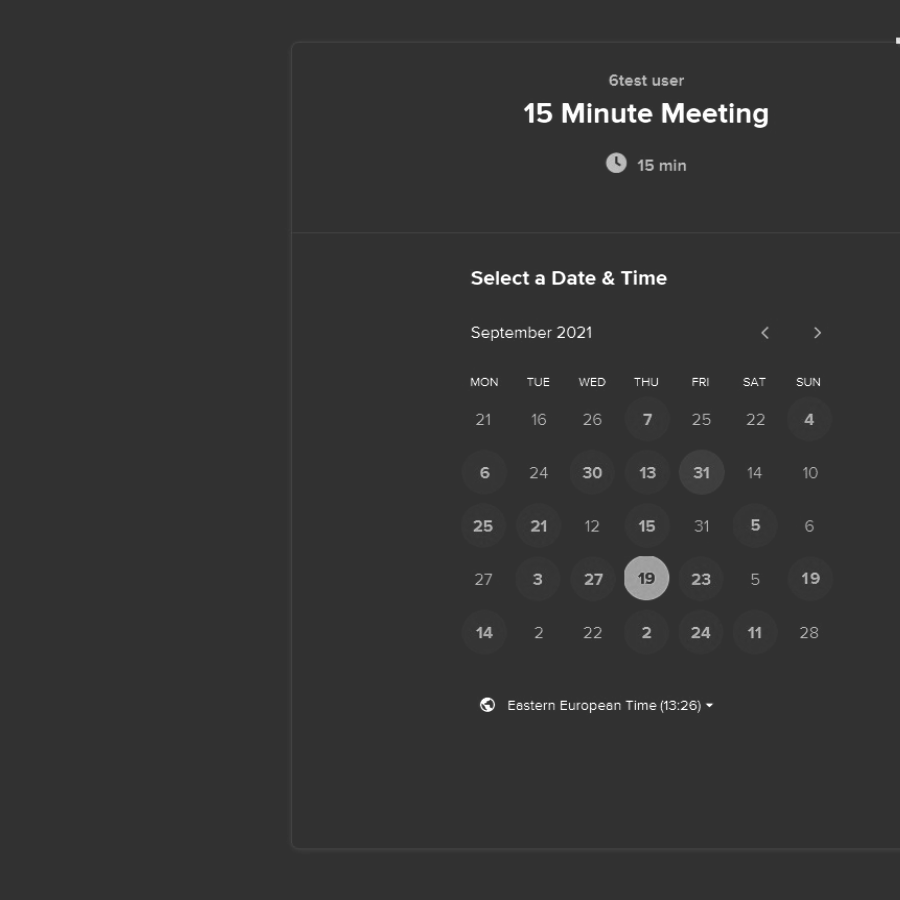 6test user
15 Minute Meeting
15 min
Select a Date & Time
September 2021
MON TUE WED THU FRI SAT SUN
21 16 26 7 25 22 4
6 24 30 13 31 14 10
25 21 12 15 31 5 6
27 3 27 19 23 5 19
14 2 22 2 24 11 28
Eastern European Time (13:26)